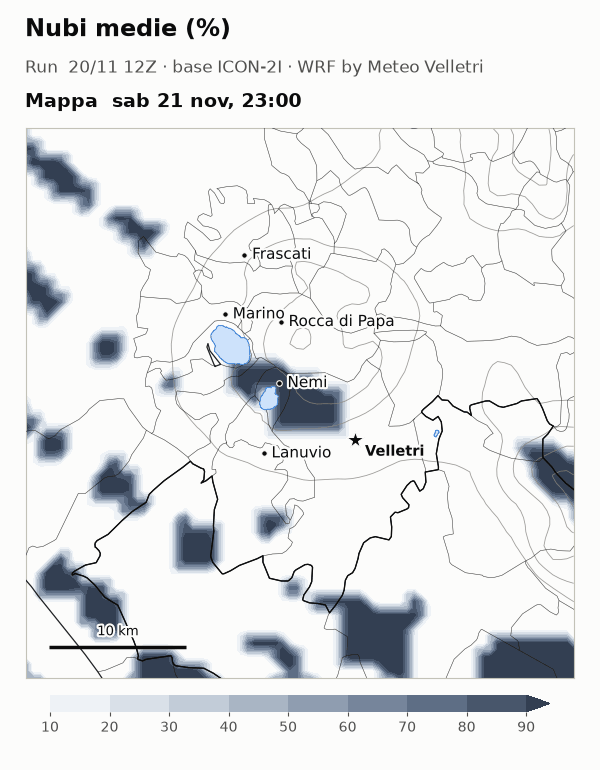 Nubi medie (%)
Run  20/11 12Z · base ICON-2I · WRF by Meteo Velletri
Mappa  sab 21 nov, 23:00
Frascati
Marino
Rocca di Papa
Nemi
Velletri
Lanuvio
10 km
10 20 30 40 50 60 70 80 90